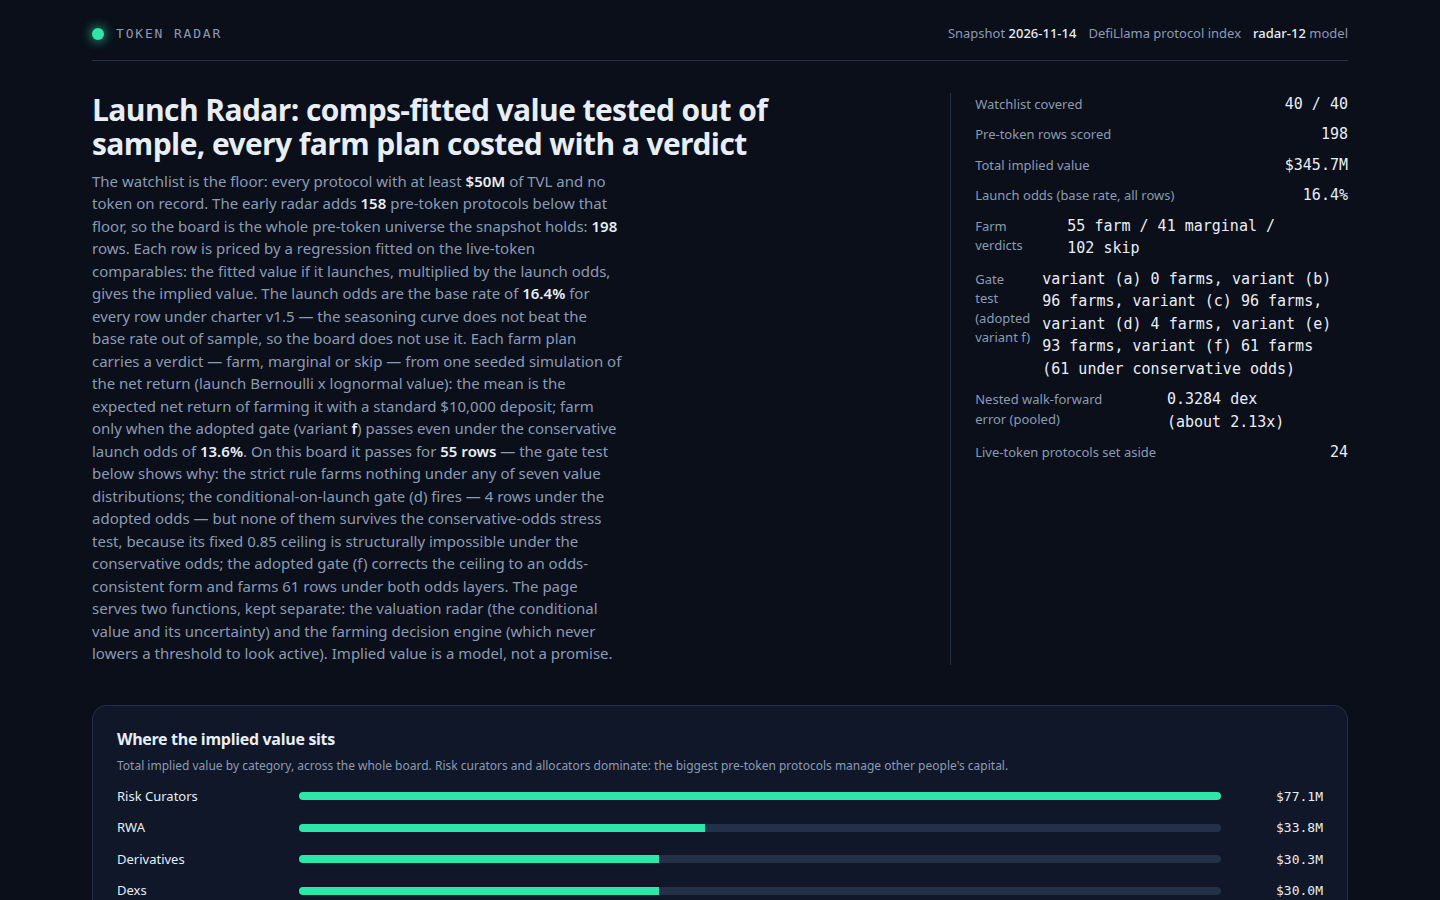 TOKEN RADAR
Snapshot 2026-11-14 DefiLlama protocol index radar-12 model
Launch Radar: comps-fitted value tested out of
sample, every farm plan costed with a verdict
The watchlist is the floor: every protocol with at least $50M of TVL and no
token on record. The early radar adds 158 pre-token protocols below that
floor, so the board is the whole pre-token universe the snapshot holds: 198
rows. Each row is priced by a regression fitted on the live-token
comparables: the fitted value if it launches, multiplied by the launch odds,
gives the implied value. The launch odds are the base rate of 16.4% for
every row under charter v1.5 — the seasoning curve does not beat the
base rate out of sample, so the board does not use it. Each farm plan
carries a verdict — farm, marginal or skip — from one seeded simulation of
the net return (launch Bernoulli x lognormal value): the mean is the
expected net return of farming it with a standard $10,000 deposit; farm
only when the adopted gate (variant f) passes even under the conservative
launch odds of 13.6%. On this board it passes for 55 rows — the gate test
below shows why: the strict rule farms nothing under any of seven value
distributions; the conditional-on-launch gate (d) fires — 4 rows under the
adopted odds — but none of them survives the conservative-odds stress
test, because its fixed 0.85 ceiling is structurally impossible under the
conservative odds; the adopted gate (f) corrects the ceiling to an odds-
consistent form and farms 61 rows under both odds layers. The page
serves two functions, kept separate: the valuation radar (the conditional
value and its uncertainty) and the farming decision engine (which never
lowers a threshold to look active). Implied value is a model, not a promise.
Watchlist covered 40 / 40
Pre-token rows scored 198
Total implied value $345.7M
Launch odds (base rate, all rows) 16.4%
Farm
verdicts
55 farm / 41 marginal /
102 skip
Gate
test
(adopted
variant f)
variant (a) 0 farms, variant (b)
96 farms, variant (c) 96 farms,
variant (d) 4 farms, variant (e)
93 farms, variant (f) 61 farms
(61 under conservative odds)
Nested walk-forward
error (pooled)
0.3284 dex
(about 2.13x)
Live-token protocols set aside 24
Where the implied value sits
Total implied value by category, across the whole board. Risk curators and allocators dominate: the biggest pre-token protocols manage other people's capital.
Risk Curators $77.1M
RWA $33.8M
Derivatives $30.3M
Dexs $30.0M